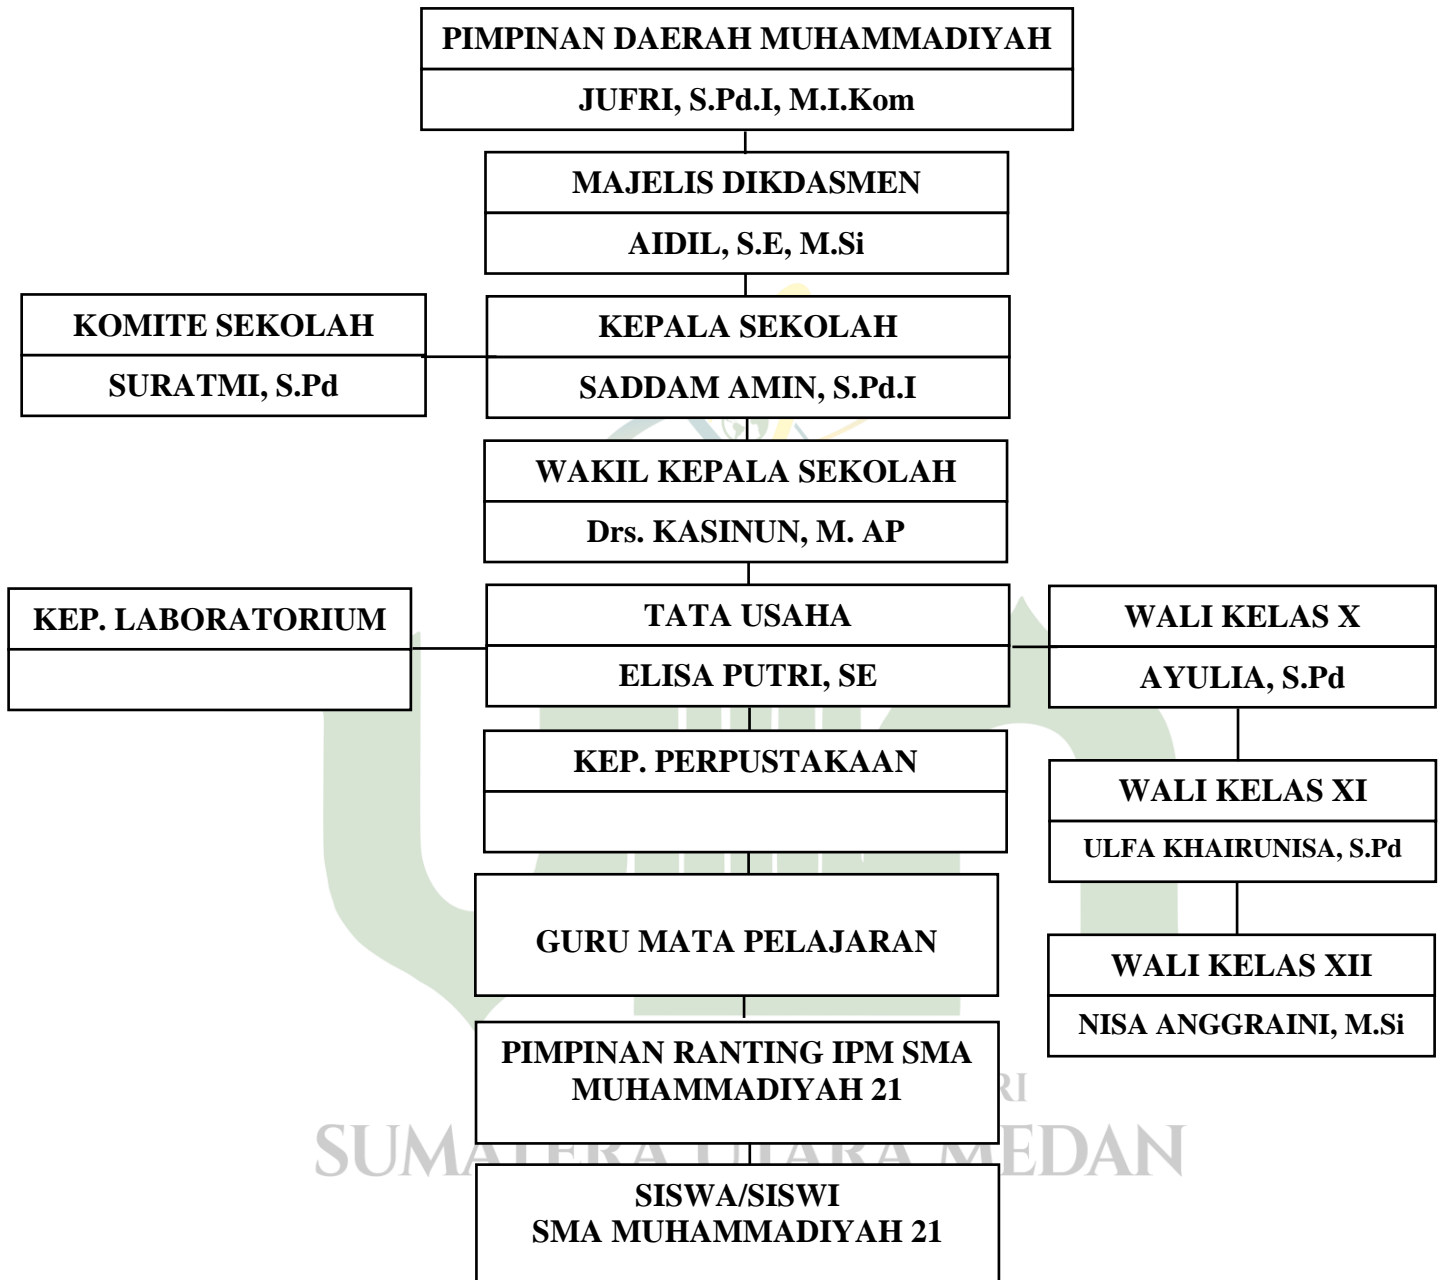 PIMPINAN DAERAH MUHAMMADIYAH
JUFRI, S.Pd.I, M.I.Kom
MAJELIS DIKDASMEN
AIDIL, S.E, M.Si
KOMITE SEKOLAH
SURATMI, S.Pd
KEPALA SEKOLAH
SADDAM AMIN, S.Pd.I
WAKIL KEPALA SEKOLAH
Drs. KASINUN, M. AP
KEP. LABORATORIUM
TATA USAHA
ELISA PUTRI, SE
WALI KELAS X
AYULIA, S.Pd
KEP. PERPUSTAKAAN
WALI KELAS XI
ULFA KHAIRUNISA, S.Pd
GURU MATA PELAJARAN
WALI KELAS XII
NISA ANGGRAINI, M.Si
PIMPINAN RANTING IPM SMA
MUHAMMADIYAH 21
SUMATERA UTARA MEDAN
SISWA/SISWI
SMA MUHAMMADIYAH 21